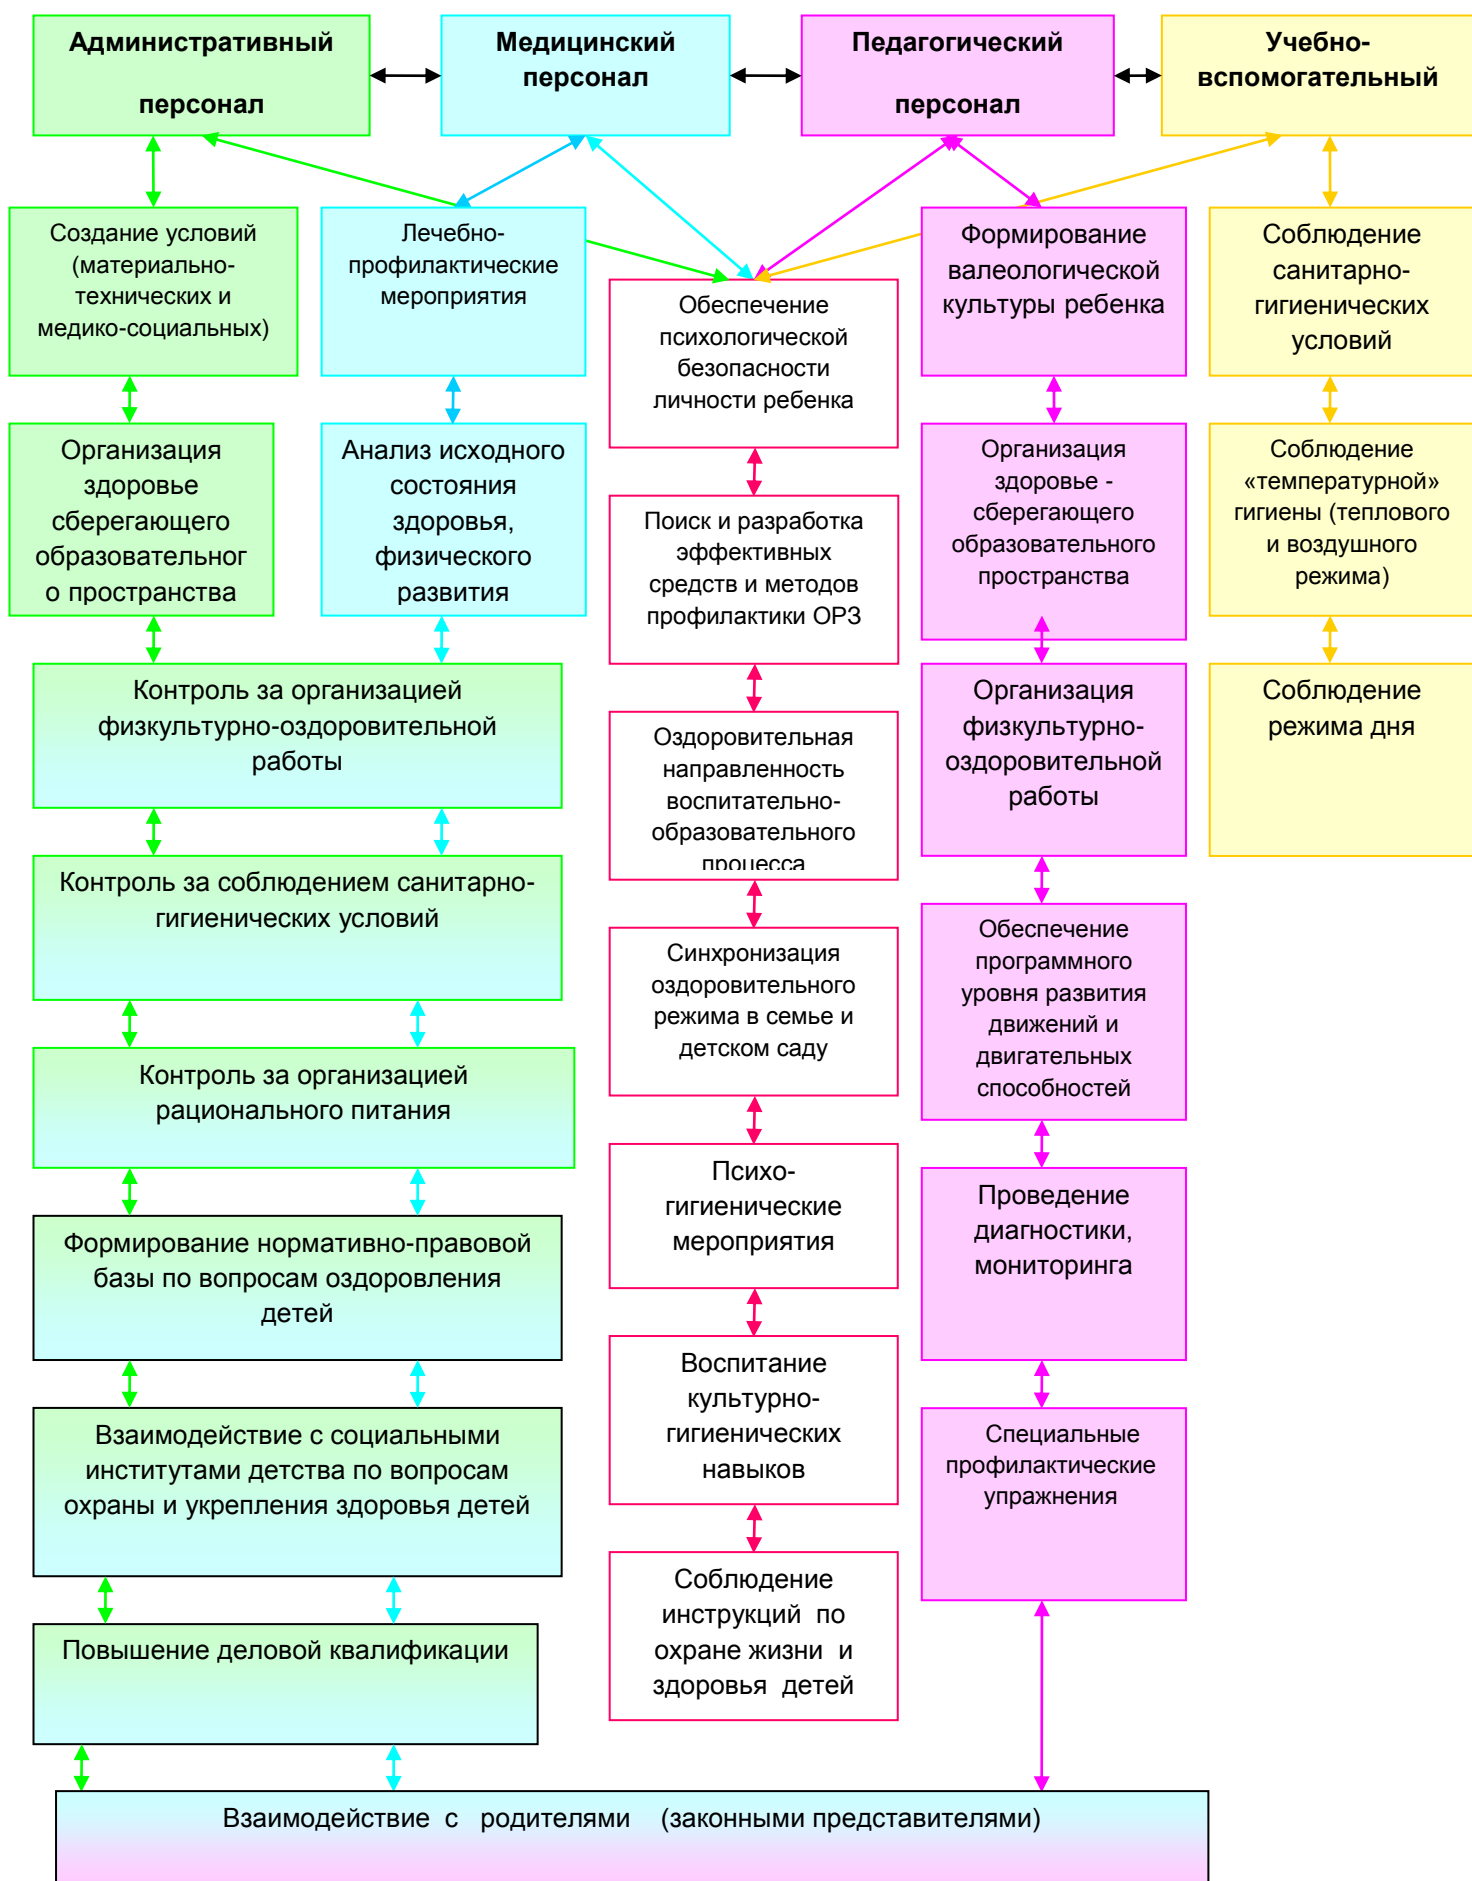 Административный
персонал
Медицинский
персонал
Педагогический
персонал
Учебно-
вспомогательный
Создание условий
(материально-
технических и
медико-социальных)
Лечебно-
профилактические
мероприятия
Обеспечение
психологической
безопасности
личности ребенка
Формирование
валеологической
культуры ребенка
Соблюдение
санитарно-
гигиенических
условий
Организация
здоровье
сберегающего
образовательног
о пространства
Анализ исходного
состояния
здоровья,
физического
развития
Поиск и разработка
эффективных
средств и методов
профилактики ОРЗ
Организация
здоровье -
сберегающего
образовательного
пространства
Соблюдение
«температурной»
гигиены (теплового
и воздушного
режима)
Контроль за организацией
физкультурно-оздоровительной
работы
Оздоровительная
направленность
воспитательно-
образовательного
процесса
Организация
физкультурно-
оздоровительной
работы
Соблюдение
режима дня
Контроль за соблюдением санитарно-
гигиенических условий
Синхронизация
оздоровительного
режима в семье и
детском саду
Обеспечение
программного
уровня развития
движений и
двигательных
способностей
Контроль за организацией
рационального питания
Психо-
гигиенические
мероприятия
Проведение
диагностики,
мониторинга
Формирование нормативно-правовой
базы по вопросам оздоровления
детей
Воспитание
культурно-
гигиенических
навыков
Специальные
профилактические
упражнения
Взаимодействие с социальными
институтами детства по вопросам
охраны и укрепления здоровья детей
Соблюдение
инструкций по
охране жизни и
здоровья детей
Повышение деловой квалификации
Взаимодействие с родителями (законными представителями)